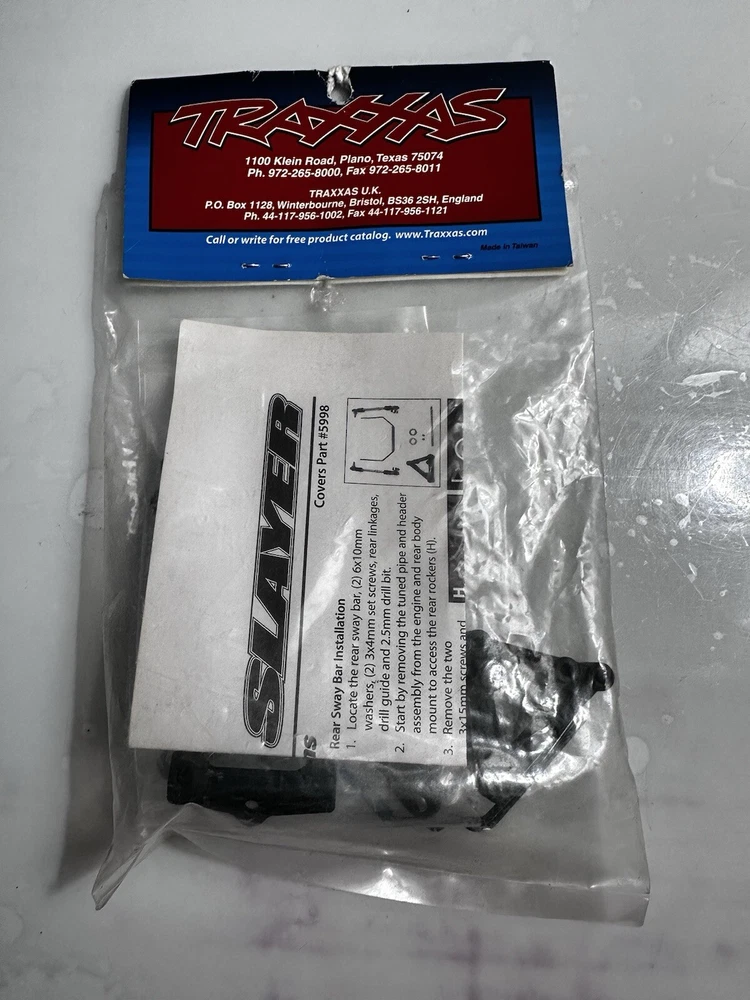 TRAXXAS
1100 Klein Road, Plano, Texas 75074
Ph. 972-265-8000, Fax 972-265-8011
TRAXXAS U.K.
P.O. Box 1128, Winterbourne, Bristol, BS36 2SH, England
Ph. 44-117-956-1002, Fax 44-117-956-1121
Call or write for free product catalog. www.Traxxas.com
Made in Taiwan
SLAYER
Covers Part #5998
Rear Sway Bar Installation
1. Locate the rear sway bar, (2) 6x10mm
washers, (2) 3x4mm set screws, rear linkages,
drill guide and 2.5mm drill bit.
2. Start by removing the tuned pipe and header
assembly from the engine and rear body
mount to access the rear rockers (H).
3. Remove the two
3x15mm screws and